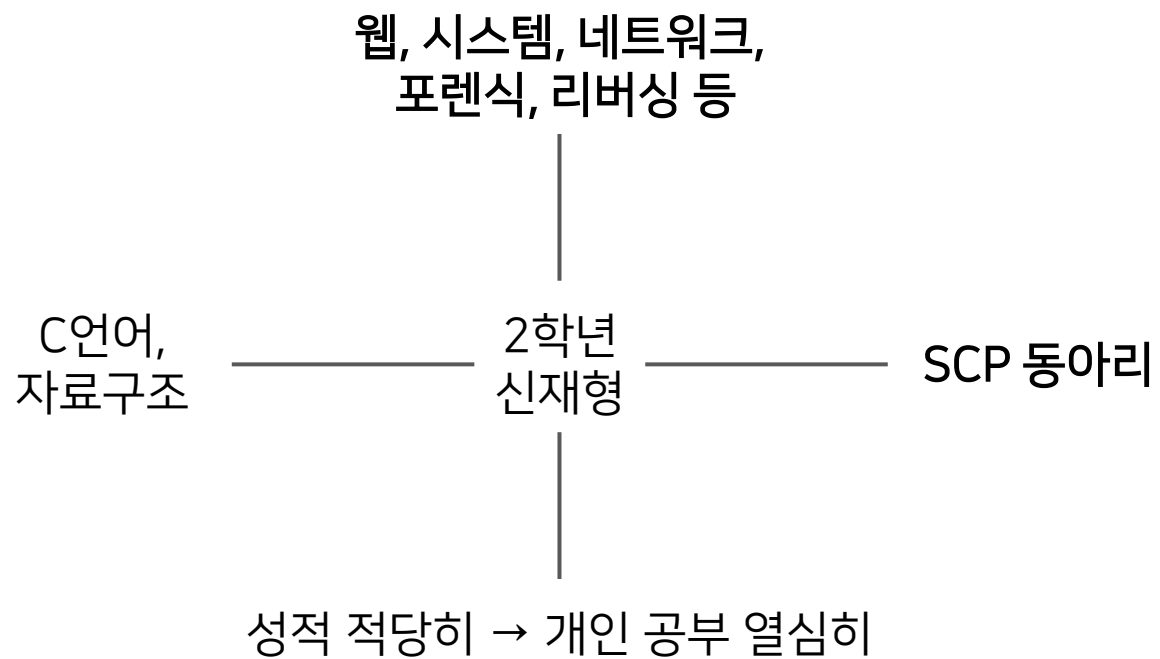 웹, 시스템, 네트워크,
포렌식, 리버싱 등
C언어,
자료구조
2학년
신재형
SCP 동아리
성적 적당히 → 개인 공부 열심히